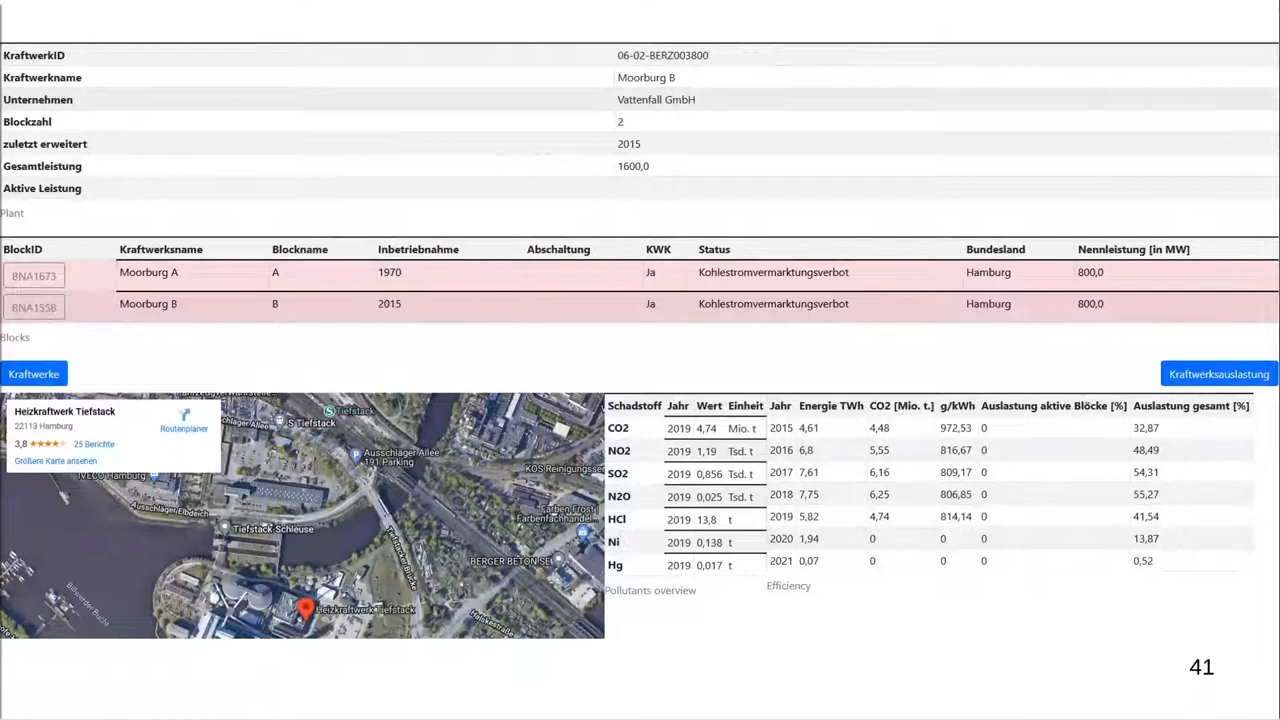 KraftwerkID 06-02-BERZ003800
Kraftwerkname Moorburg B
Unternehmen Vattenfall GmbH
Blockzahl 2
zuletzt erweitert 2015
Gesamtleistung 1600,0
Aktive Leistung
Plant
BlockID Kraftwerksname Blockname Inbetriebnahme Abschaltung KWK Status Bundesland Nennleistung [in MW]
BNA1673 Moorburg A A 1970 Ja Kohlestromvermarktungsverbot Hamburg 800,0
BNA1558 Moorburg B B 2015 Ja Kohlestromvermarktungsverbot Hamburg 800,0
Blocks
Kraftwerke Kraftwerksauslastung
Heizkraftwerk Tiefstack
22113 Hamburg
3,8 25 Berichte
Größere Karte ansehen
Routenplaner
Tiefstack
S Tiefstack
Ausschläger Allee
191 Parking
KOS Reinigungsser
IVECO Hamburg
Ausschläger Elbdeich
Tiefstack-Schleuse
Tiefstacker Brücke
Farben Frost
Farbenfachhandel...
BERGER BETON SE
Billwerder Bucht
Heizkraftwerk Tiefstack
Halskestraße
Schadstoff Jahr Wert Einheit
CO2 2019 4,74 Mio. t
NO2 2019 1,19 Tsd. t
SO2 2019 0,856 Tsd. t
N2O 2019 0,025 Tsd. t
HCl 2019 13,8 t
Ni 2019 0,138 t
Hg 2019 0,017 t
Pollutants overview
Jahr Energie TWh CO2 [Mio. t.] g/kWh Auslastung aktive Blöcke [%] Auslastung gesamt [%]
2015 4,61 4,48 972,53 0 32,87
2016 6,8 5,55 816,67 0 48,49
2017 7,61 6,16 809,17 0 54,31
2018 7,75 6,25 806,85 0 55,27
2019 5,82 4,74 814,14 0 41,54
2020 1,94 0 0 0 13,87
2021 0,07 0 0 0 0,52
Efficiency
41